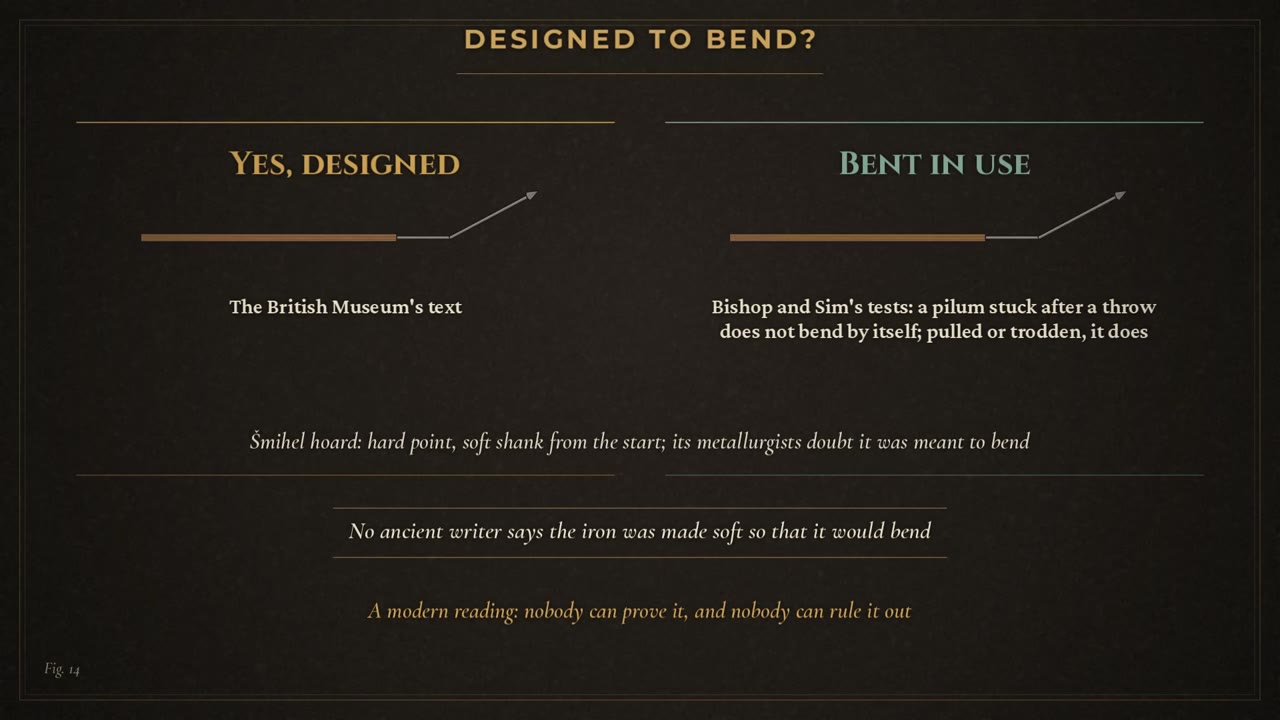 DESIGNED TO BEND?
Yes, designed
Bent in use
The British Museum's text
Bishop and Sim's tests: a pilum stuck after a throw
does not bend by itself; pulled or trodden, it does
Šmihel hoard: hard point, soft shank from the start; its metallurgists doubt it was meant to bend
No ancient writer says the iron was made soft so that it would bend
A modern reading: nobody can prove it, and nobody can rule it out
Fig. 14